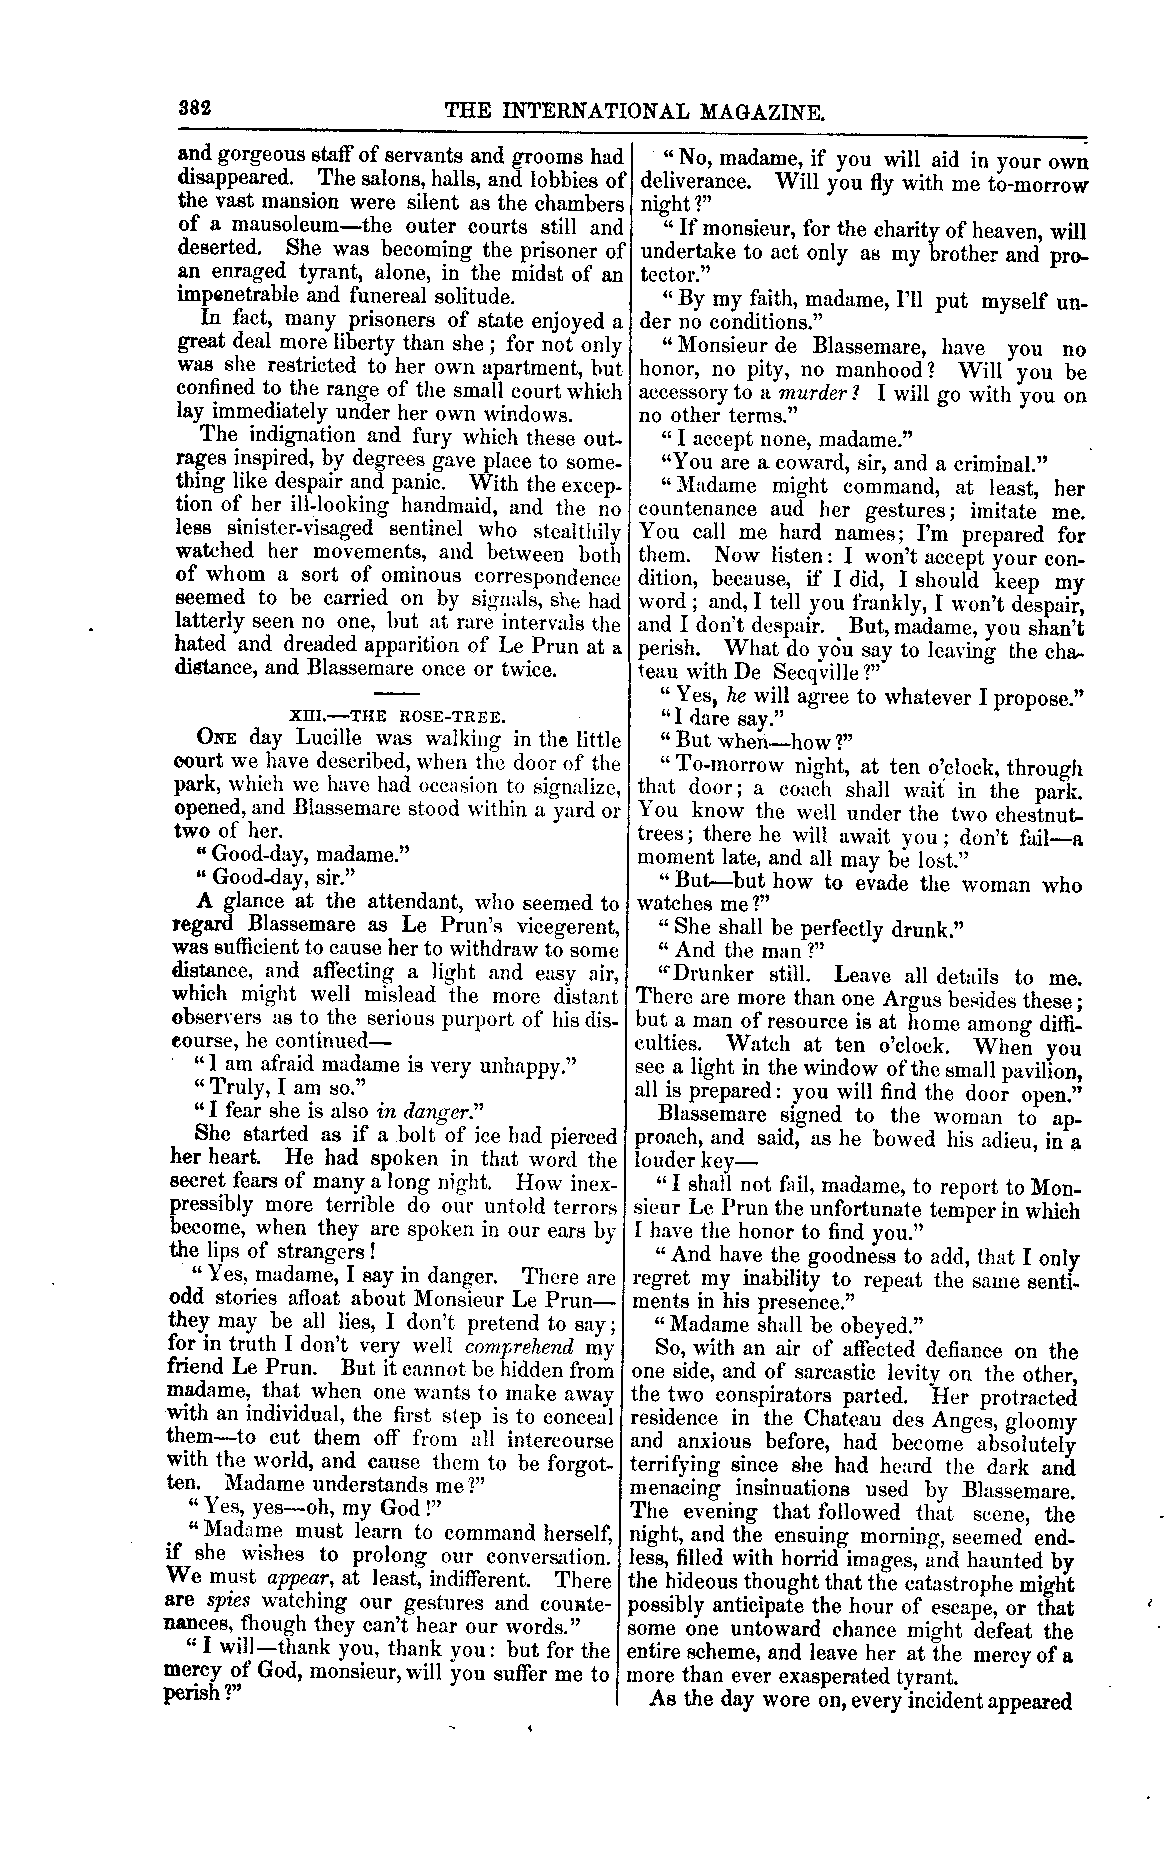 382 THE INTERNATIONAL MAGAZINE.
and gorgeous staff of servants and grooms had
disappeared. The salons, halls, and lobbies of
the vast mansion were silent as the chambers
of a mausoleum—the outer courts still and
deserted. She was becoming the prisoner of
an enraged tyrant, alone, in the midst of an
impenetrable and funereal solitude.
In fact, many prisoners of state enjoyed a
great deal more liberty than she; for not only
was she restricted to her own apartment, but
confined to the range of the small court which
lay immediately under her own windows.
The indignation and fury which these out-
rages inspired, by degrees gave place to some-
thing like despair and panic. With the excep-
tion of her ill-looking handmaid, and the no
less sinister-visaged sentinel who stealthily
watched her movements, and between both
of whom a sort of ominous correspondence
seemed to be carried on by signals, she had
latterly seen no one, but at rare intervals the
hated and dreaded apparition of Le Prun at a
distance, and Blassemare once or twice.
XIII.—THE ROSE-TREE.
ONE day Lucille was walking in the little
court we have described, when the door of the
park, which we have had occasion to signalize,
opened, and Blassemare stood within a yard or
two of her.
"Good-day, madame."
"Good-day, sir."
A glance at the attendant, who seemed to
regard Blassemare as Le Prun's vicegerent,
was sufficient to cause her to withdraw to some
distance, and affecting a light and easy air,
which might well mislead the more distant
observers as to the serious purport of his dis-
course, he continued—
"I am afraid madame is very unhappy."
"Truly, I am so."
"I fear she is also in danger."
She started as if a bolt of ice had pierced
her heart. He had spoken in that word the
secret fears of many a long night. How inex-
pressibly more terrible do our untold terrors
become, when they are spoken in our ears by
the lips of strangers!
"Yes, madame, I say in danger. There are
odd stories afloat about Monsieur Le Prun—
they may be all lies, I don't pretend to say;
for in truth I don't very well comprehend my
friend Le Prun. But it cannot be hidden from
madame, that when one wants to make away
with an individual, the first step is to conceal
them—to cut them off from all intercourse
with the world, and cause them to be forgot-
ten. Madame understands me?"
"Yes, yes—oh, my God!"
"Madame must learn to command herself,
if she wishes to prolong our conversation.
We must appear, at least, indifferent. There
are spies watching our gestures and counte-
nances, though they can't hear our words."
"I will—thank you, thank you: but for the
mercy of God, monsieur, will you suffer me to
perish?"
"No, madame, if you will aid in your own
deliverance. Will you fly with me to-morrow
night?"
"If monsieur, for the charity of heaven, will
undertake to act only as my brother and pro-
tector."
"By my faith, madame, I'll put myself un-
der no conditions."
"Monsieur de Blassemare, have you no
honor, no pity, no manhood? Will you be
accessory to a murder? I will go with you on
no other terms."
"I accept none, madame."
"You are a coward, sir, and a criminal."
"Madame might command, at least, her
countenance aud her gestures; imitate me.
You call me hard names; I'm prepared for
them. Now listen: I won't accept your con-
dition, because, if I did, I should keep my
word; and, I tell you frankly, I won't despair,
and I don't despair. But, madame, you shan't
perish. What do you say to leaving the cha-
teau with De Secqville?"
"Yes, he will agree to whatever I propose."
"I dare say."
"But when—how?"
"To-morrow night, at ten o'clock, through
that door; a coach shall wait in the park.
You know the well under the two chestnut-
trees; there he will await you; don't fail—a
moment late, and all may be lost."
"But—but how to evade the woman who
watches me?"
"She shall be perfectly drunk."
"And the man?"
"Drunker still. Leave all details to me.
There are more than one Argus besides these;
but a man of resource is at home among diffi-
culties. Watch at ten o'clock. When you
see a light in the window of the small pavilion,
all is prepared: you will find the door open."
Blassemare signed to the woman to ap-
proach, and said, as he bowed his adieu, in a
louder key—
"I shall not fail, madame, to report to Mon-
sieur Le Prun the unfortunate temper in which
I have the honor to find you."
"And have the goodness to add, that I only
regret my inability to repeat the same senti-
ments in his presence."
"Madame shall be obeyed."
So, with an air of affected defiance on the
one side, and of sarcastic levity on the other,
the two conspirators parted. Her protracted
residence in the Chateau des Anges, gloomy
and anxious before, had become absolutely
terrifying since she had heard the dark and
menacing insinuations used by Blassemare.
The evening that followed that scene, the
night, and the ensuing morning, seemed end-
less, filled with horrid images, and haunted by
the hideous thought that the catastrophe might
possibly anticipate the hour of escape, or that
some one untoward chance might defeat the
entire scheme, and leave her at the mercy of a
more than ever exasperated tyrant.
As the day wore on, every incident appeared